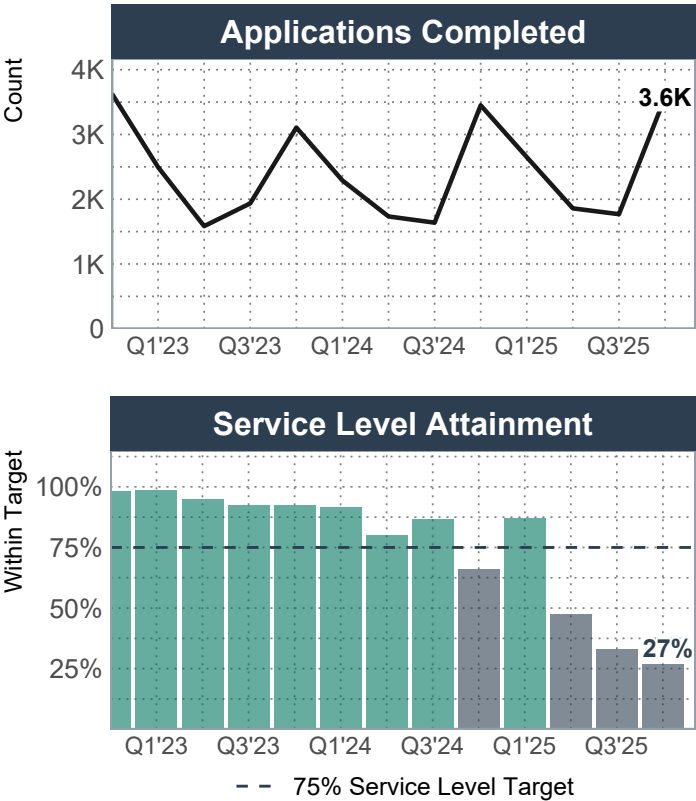 Applications Completed
Count
4K
3K
2K
1K
0
3.6K
Q1'23 Q3'23 Q1'24 Q3'24 Q1'25 Q3'25
Service Level Attainment
Within Target
100%
75%
50%
25%
27%
Q1'23 Q3'23 Q1'24 Q3'24 Q1'25 Q3'25
75% Service Level Target